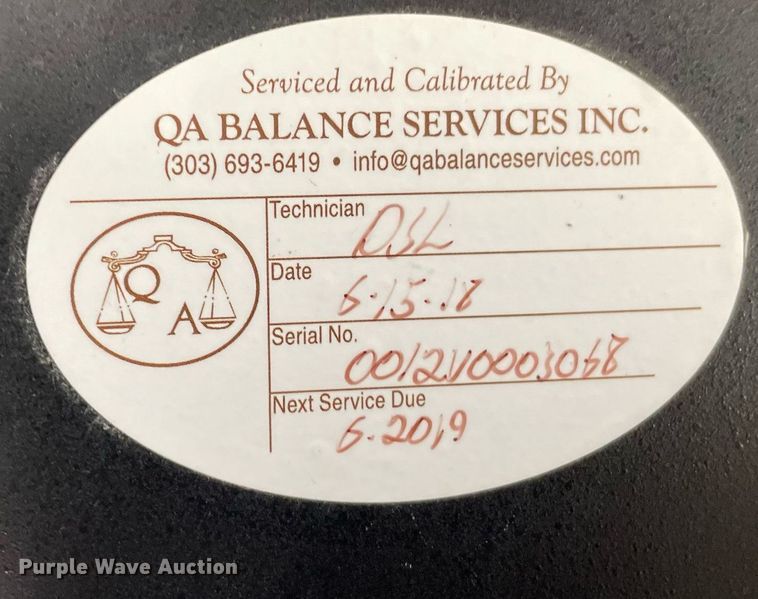 Serviced and Calibrated By
QA BALANCE SERVICES INC.
(303) 693-6419 • info@qabalanceservices.com
Technician DSL
Q A
Date 6-15-18
Serial No.
Next Service Due
6-2019
Purple Wave Auction